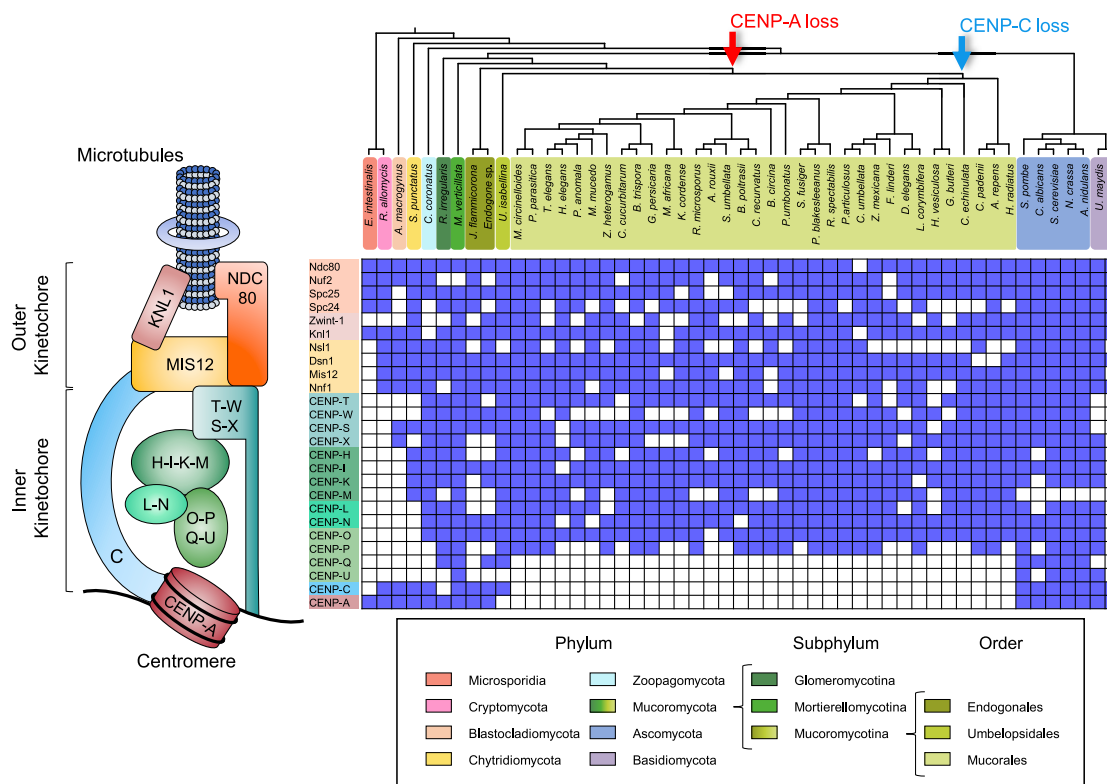 CENP-A loss
CENP-C loss
Microtubules
NDC
80
KNL1
MIS12
T-W
S-X
H-I-K-M
L-N
O-P
Q-U
C
CENP-A
Centromere
Outer
Kinetochore
Inner
Kinetochore
E. intestinalis
R. allomycis
A. macrogynus
S. punctatus
C. coronatus
R. irregularis
M. verticillata
J. flammicorona
Endogone sp.
U. isabellina
M. circinelloides
P. parasitica
T. elegans
H. elegans
P. anomala
M. mucedo
Z. heterogamus
C. cucurbitarum
B. trispora
G. persicaria
M. africana
K. cordense
R. microsporus
A. rouxii
S. umbellata
B. poitrasii
C. recurvatus
B. circina
P. umbonatus
S. fusiger
P. blakesleeanus
R. spectabilis
P. articulosus
C. umbellata
Z. mexicana
F. linderi
D. elegans
L. corymbifera
H. vesiculosa
G. butleri
C. echinulata
C. padenii
A. repens
H. radiatus
S. pombe
C. albicans
S. cerevisiae
N. crassa
A. nidulans
U. maydis
Ndc80
Nuf2
Spc25
Spc24
Zwint-1
Knl1
Nsl1
Dsn1
Mis12
Nnf1
CENP-T
CENP-W
CENP-S
CENP-X
CENP-H
CENP-I
CENP-K
CENP-M
CENP-L
CENP-N
CENP-O
CENP-P
CENP-Q
CENP-U
CENP-C
CENP-A
Phylum
Subphylum
Order
Microsporidia
Zoopagomycota
Glomeromycotina
Cryptomycota
Mucoromycota
Mortierellomycotina
Endogonales
Blastocladiomycota
Ascomycota
Mucoromycotina
Umbelopsidales
Chytridiomycota
Basidiomycota
Mucorales